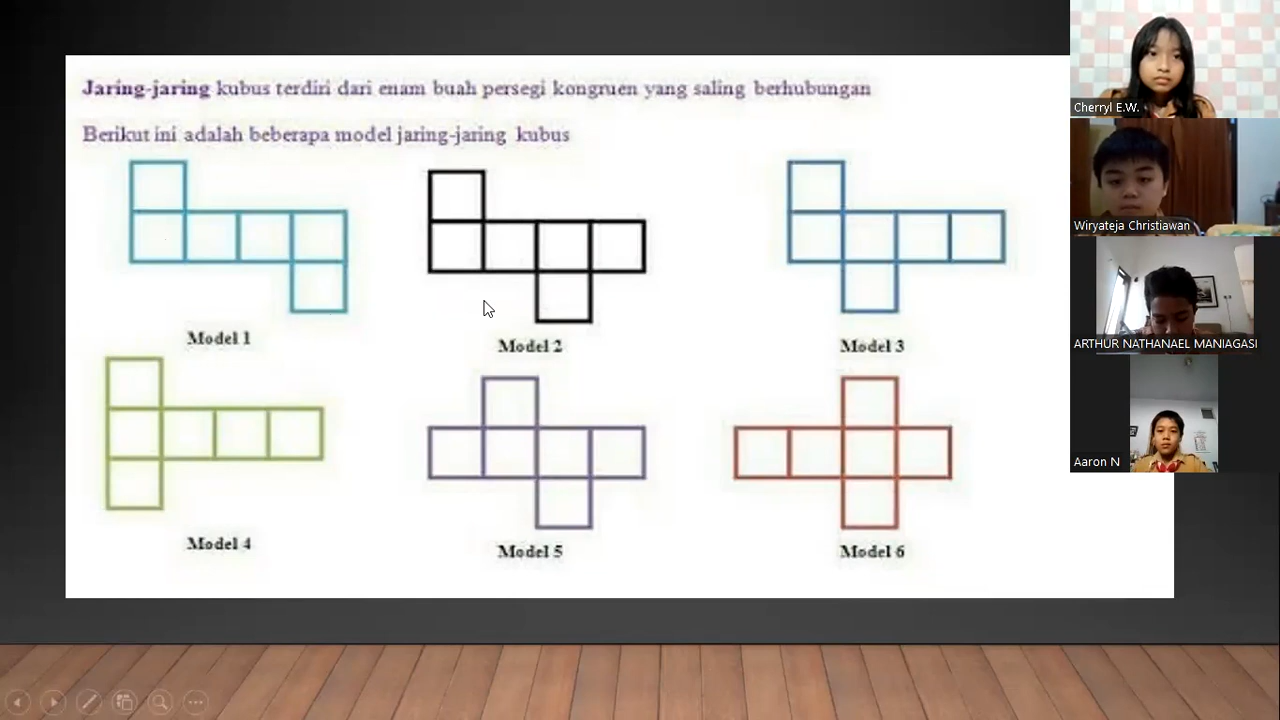 Jaring-jaring kubus terdiri dari enam buah persegi kongruen yang saling berhubungan
Berikut ini adalah beberapa model jaring-jaring kubus
Model 1
Model 2
Model 3
Model 4
Model 5
Model 6
Cherryl E.W.
Wiryateja Christiawan
ARTHUR NATHANAEL MANIAGASI
Aaron N